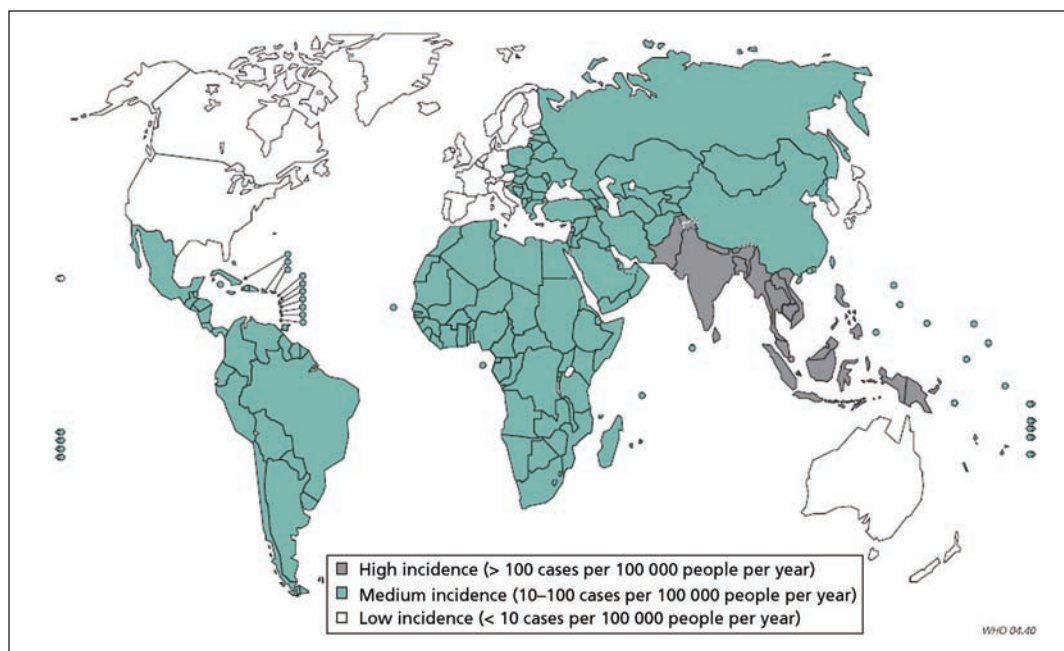 High incidence (> 100 cases per 100 000 people per year)
Medium incidence (10–100 cases per 100 000 people per year)
Low incidence (< 10 cases per 100 000 people per year)
WHO 04.40